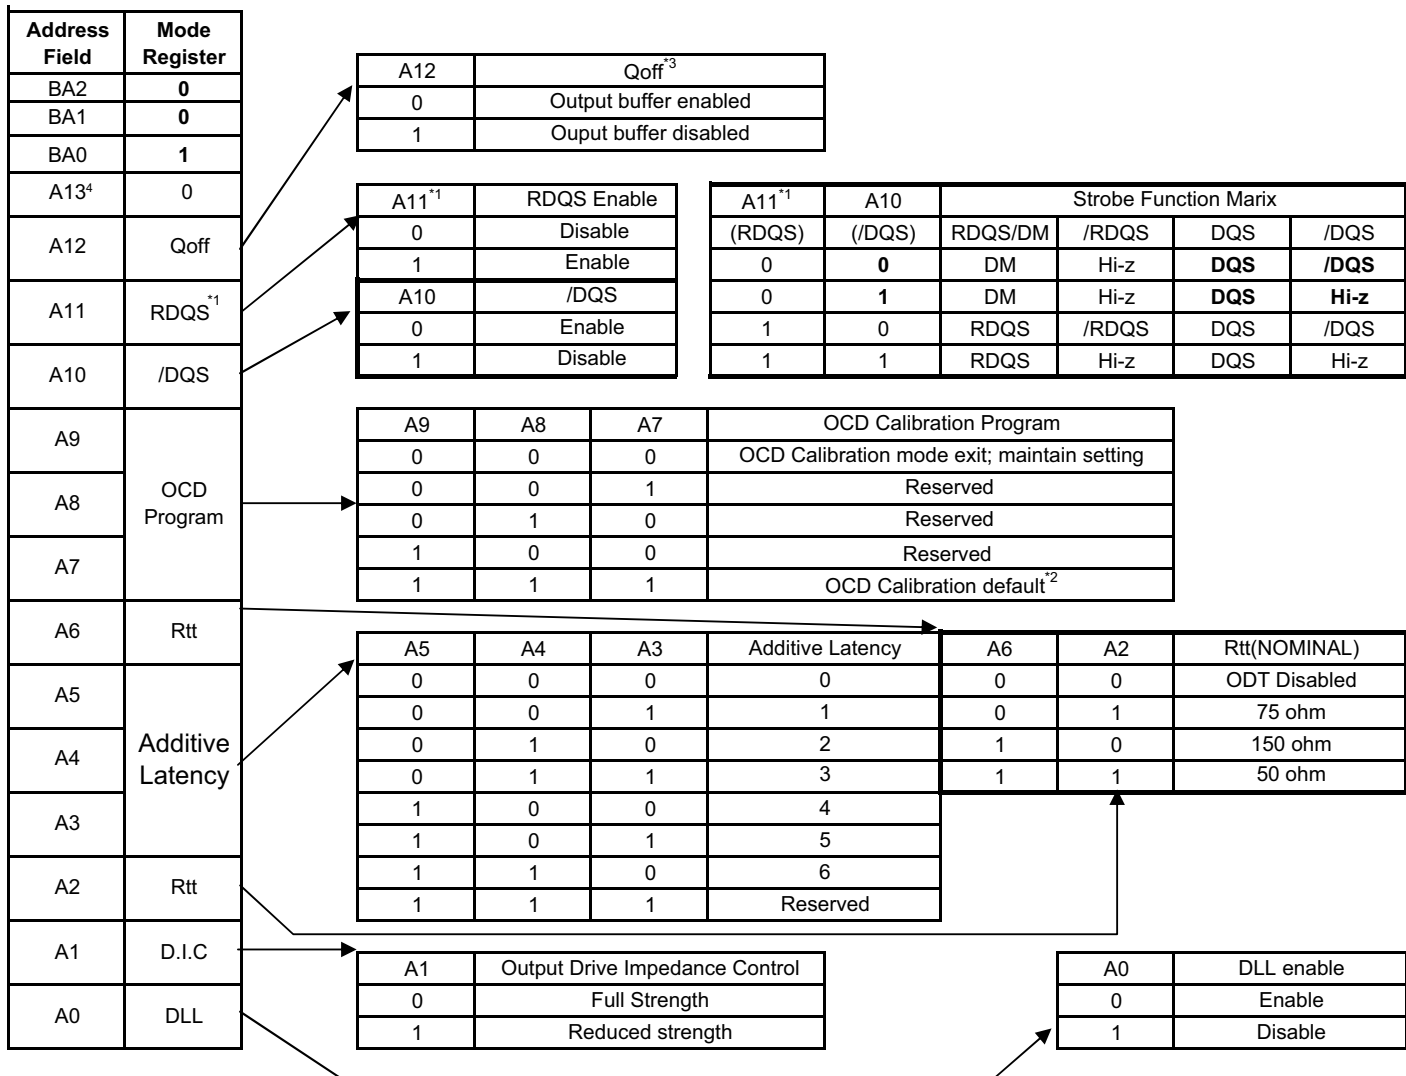 Address Field | Mode Register
BA2 | 0
BA1 | 0
BA0 | 1
A13⁴ | 0
A12 | Qoff
A11 | RDQS*1
A10 | /DQS
A9
A8 | OCD Program
A7
A6 | Rtt
A5
A4 | Additive Latency
A3
A2 | Rtt
A1 | D.I.C
A0 | DLL
A12 | Qoff*3
0 | Output buffer enabled
1 | Ouput buffer disabled
A11*1 | RDQS Enable
0 | Disable
1 | Enable
A10 | /DQS
0 | Enable
1 | Disable
A11*1 | A10 | Strobe Function Marix
(RDQS) | (/DQS) | RDQS/DM | /RDQS | DQS | /DQS
0 | 0 | DM | Hi-z | DQS | /DQS
0 | 1 | DM | Hi-z | DQS | Hi-z
1 | 0 | RDQS | /RDQS | DQS | /DQS
1 | 1 | RDQS | Hi-z | DQS | Hi-z
A9 | A8 | A7 | OCD Calibration Program
0 | 0 | 0 | OCD Calibration mode exit; maintain setting
0 | 0 | 1 | Reserved
0 | 1 | 0 | Reserved
1 | 0 | 0 | Reserved
1 | 1 | 1 | OCD Calibration default*2
A5 | A4 | A3 | Additive Latency
0 | 0 | 0 | 0
0 | 0 | 1 | 1
0 | 1 | 0 | 2
0 | 1 | 1 | 3
1 | 0 | 0 | 4
1 | 0 | 1 | 5
1 | 1 | 0 | 6
1 | 1 | 1 | Reserved
A6 | A2 | Rtt(NOMINAL)
0 | 0 | ODT Disabled
0 | 1 | 75 ohm
1 | 0 | 150 ohm
1 | 1 | 50 ohm
A1 | Output Drive Impedance Control
0 | Full Strength
1 | Reduced strength
A0 | DLL enable
0 | Enable
1 | Disable